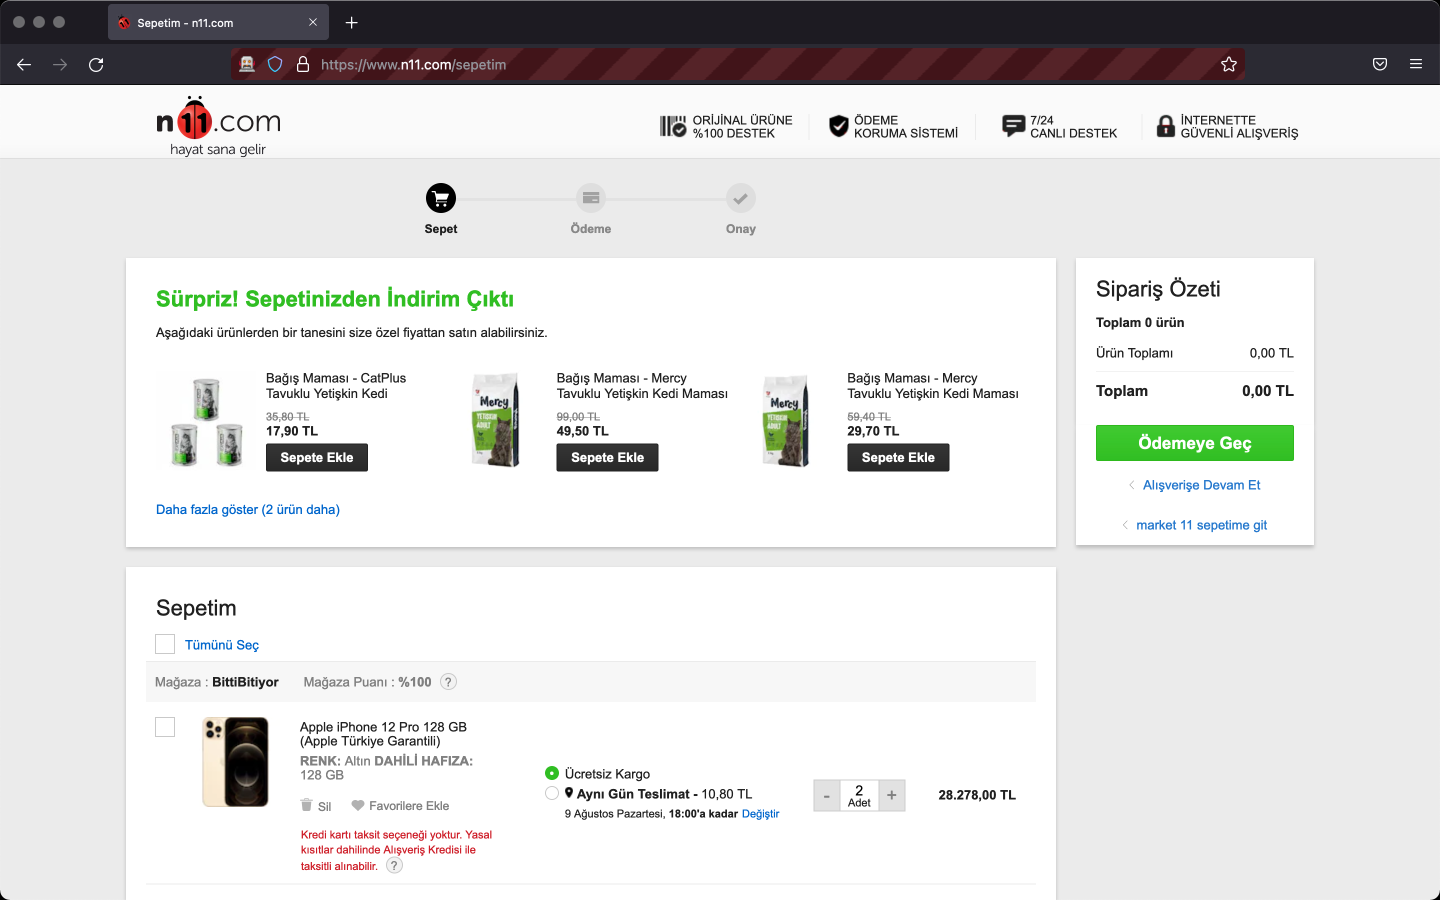 Sepetim - n11.com
https://www.n11.com/sepetim
n11.com
hayat sana gelir
ORİJİNAL ÜRÜNE
%100 DESTEK
ÖDEME
KORUMA SİSTEMİ
7/24
CANLI DESTEK
İNTERNETTE
GÜVENLİ ALIŞVERİŞ
Sepet
Ödeme
Onay
Sürpriz! Sepetinizden İndirim Çıktı
Aşağıdaki ürünlerden bir tanesini size özel fiyattan satın alabilirsiniz.
Bağış Maması - CatPlus
Tavuklu Yetişkin Kedi
35,80 TL
17,90 TL
Sepete Ekle
Mercy
YETİŞKİN
ADULT
Bağış Maması - Mercy
Tavuklu Yetişkin Kedi Maması
99,00 TL
49,50 TL
Sepete Ekle
Mercy
YETİŞKİN
ADULT
Bağış Maması - Mercy
Tavuklu Yetişkin Kedi Maması
59,40 TL
29,70 TL
Sepete Ekle
Daha fazla göster (2 ürün daha)
Sipariş Özeti
Toplam 0 ürün
Ürün Toplamı 0,00 TL
Toplam 0,00 TL
Ödemeye Geç
Alışverişe Devam Et
market 11 sepetime git
Sepetim
Tümünü Seç
Mağaza : BittiBitiyor Mağaza Puanı : %100 ?
Apple iPhone 12 Pro 128 GB
(Apple Türkiye Garantili)
RENK: Altın DAHİLİ HAFIZA:
128 GB
Sil Favorilere Ekle
Kredi kartı taksit seçeneği yoktur. Yasal
kısıtlar dahilinde Alışveriş Kredisi ile
taksitli alınabilir. ?
Ücretsiz Kargo
Aynı Gün Teslimat - 10,80 TL
9 Ağustos Pazartesi, 18:00'a kadar Değiştir
- 2 +
Adet
28.278,00 TL